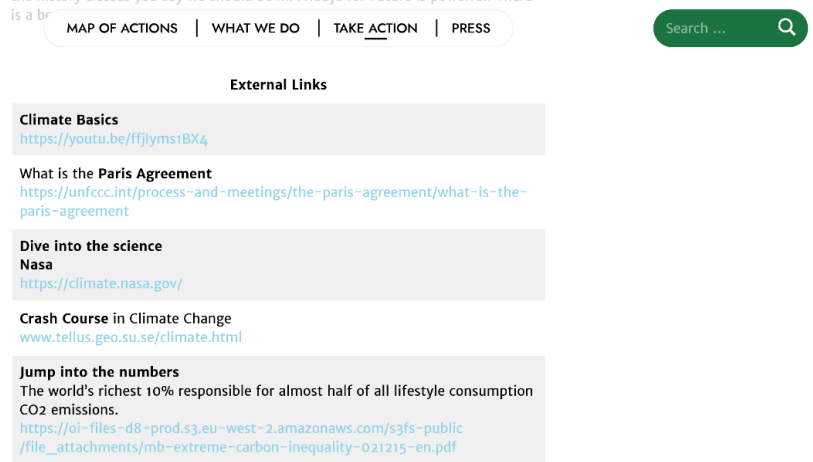 is a be
MAP OF ACTIONS | WHAT WE DO | TAKE ACTION | PRESS
Search ...
External Links
Climate Basics
https://youtu.be/ffjlyms1BX4
What is the Paris Agreement
https://unfccc.int/process-and-meetings/the-paris-agreement/what-is-the-
paris-agreement
Dive into the science
Nasa
https://climate.nasa.gov/
Crash Course in Climate Change
www.tellus.geo.su.se/climate.html
Jump into the numbers
The world's richest 10% responsible for almost half of all lifestyle consumption
CO2 emissions.
https://oi-files-d8-prod.s3.eu-west-2.amazonaws.com/s3fs-public
/file_attachments/mb-extreme-carbon-inequality-021215-en.pdf